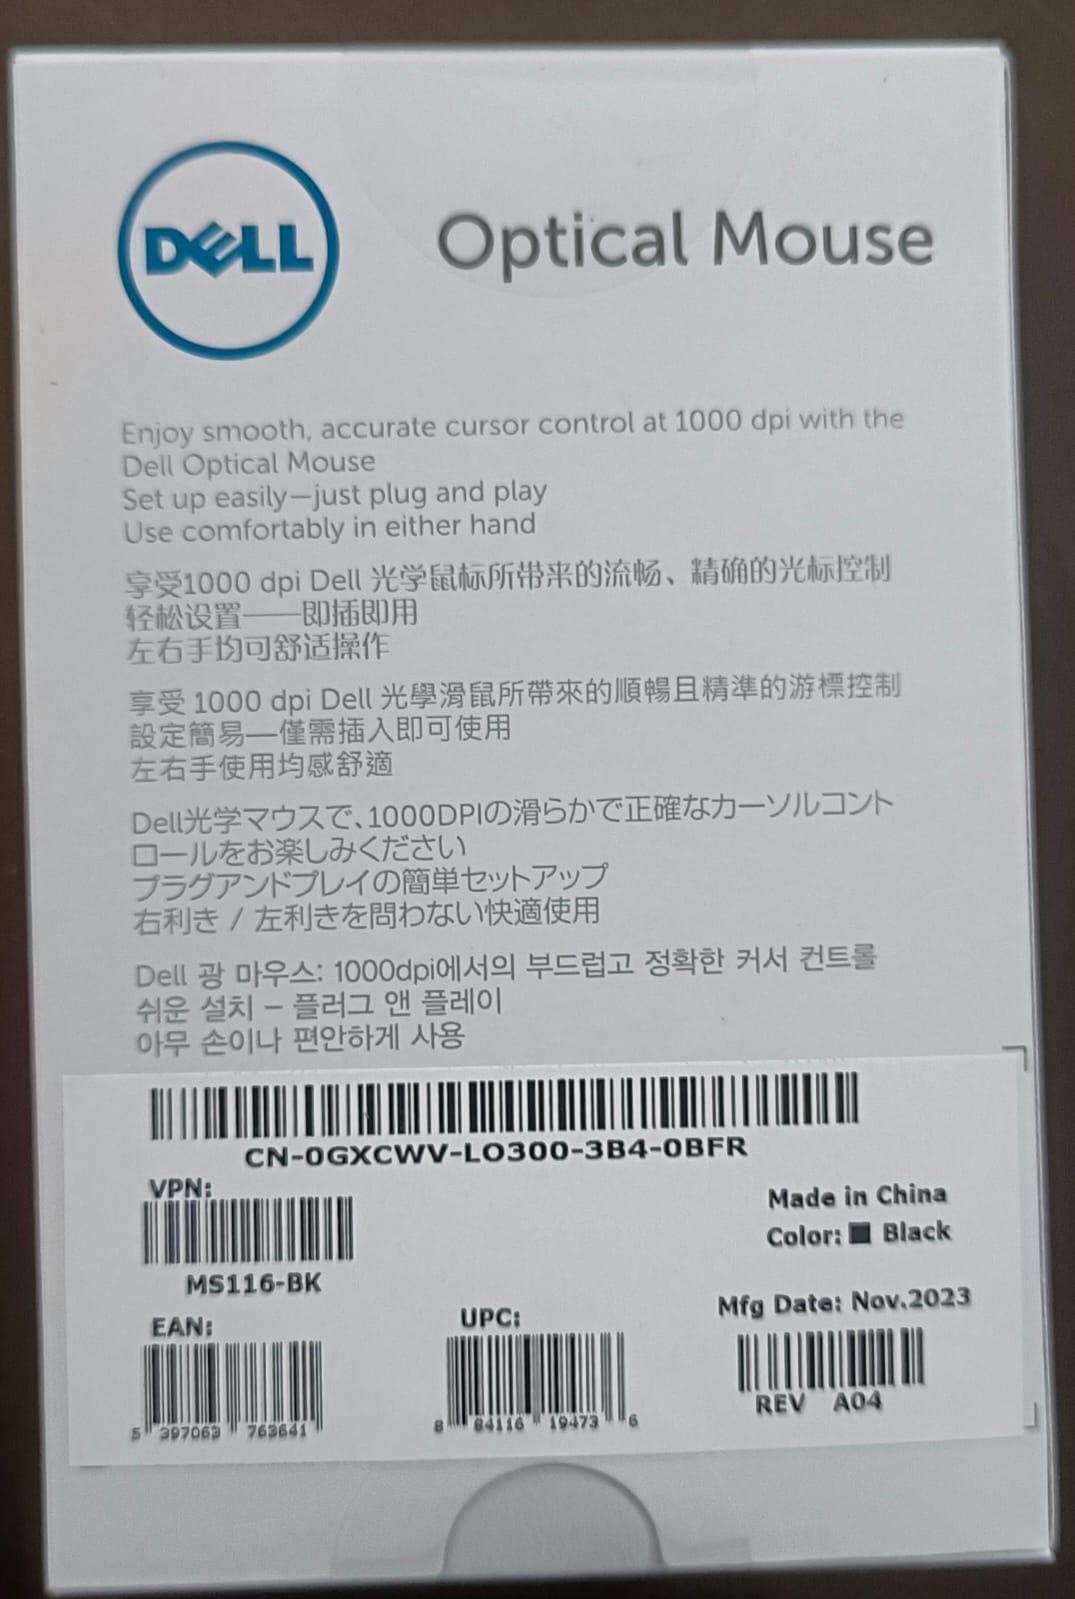 DELL
Optical Mouse
Enjoy smooth, accurate cursor control at 1000 dpi with the
Dell Optical Mouse
Set up easily—just plug and play
Use comfortably in either hand
享受1000 dpi Dell 光学鼠标所带来的流畅、精确的光标控制
轻松设置——即插即用
左右手均可舒适操作
享受 1000 dpi Dell 光學滑鼠所帶來的順暢且精準的游標控制
設定簡易—僅需插入即可使用
左右手使用均感舒適
Dell光学マウスで、1000DPIの滑らかで正確なカーソルコント
ロールをお楽しみください
プラグアンドプレイの簡単セットアップ
右利き / 左利きを問わない快適使用
Dell 광 마우스: 1000dpi에서의 부드럽고 정확한 커서 컨트롤
쉬운 설치 – 플러그 앤 플레이
아무 손이나 편안하게 사용
CN-0GXCWV-LO300-3B4-0BFR
VPN:
MS116-BK
Made in China
Color: Black
Mfg Date: Nov.2023
REV A04
EAN:
5 397063 763641
UPC:
8 84116 19473 6